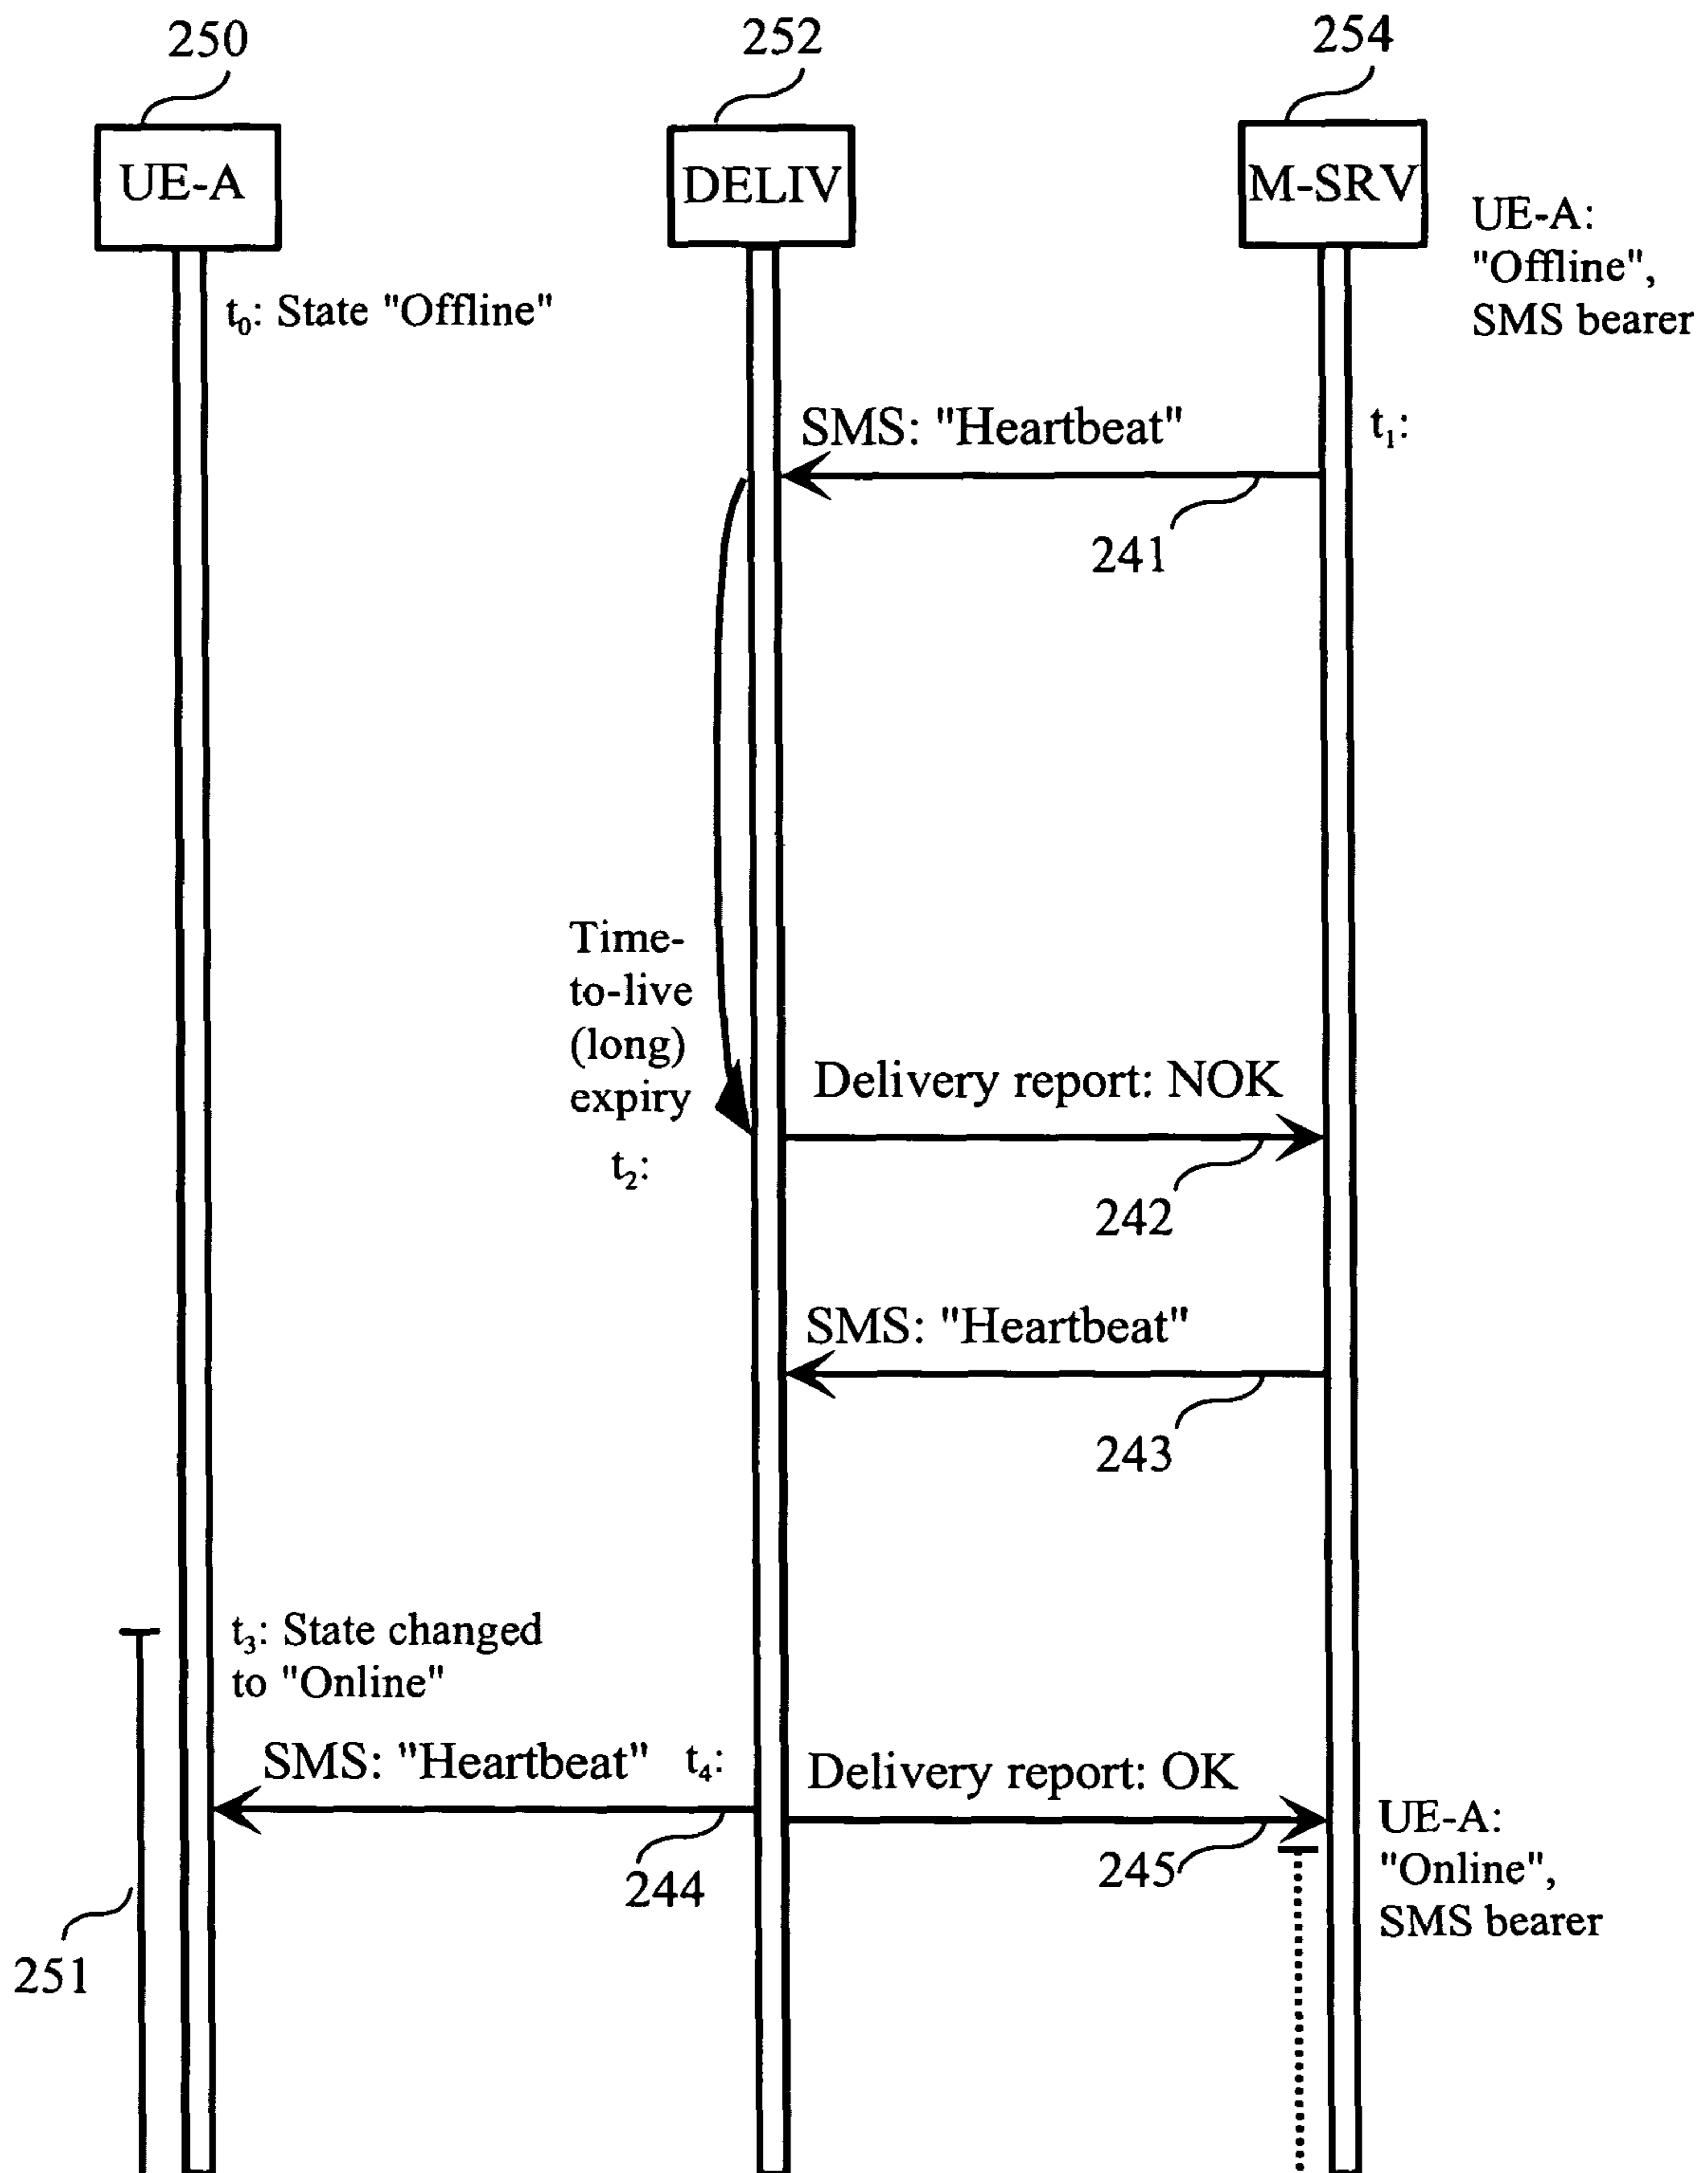 250
252
254
UE-A
DELIV
M-SRV
UE-A:
"Offline",
SMS bearer
t₀: State "Offline"
SMS: "Heartbeat"
t₁:
241
Time-
to-live
(long)
expiry
t₂:
Delivery report: NOK
242
SMS: "Heartbeat"
243
t₃: State changed
to "Online"
SMS: "Heartbeat"
t₄:
Delivery report: OK
244
245
UE-A:
"Online",
SMS bearer
251